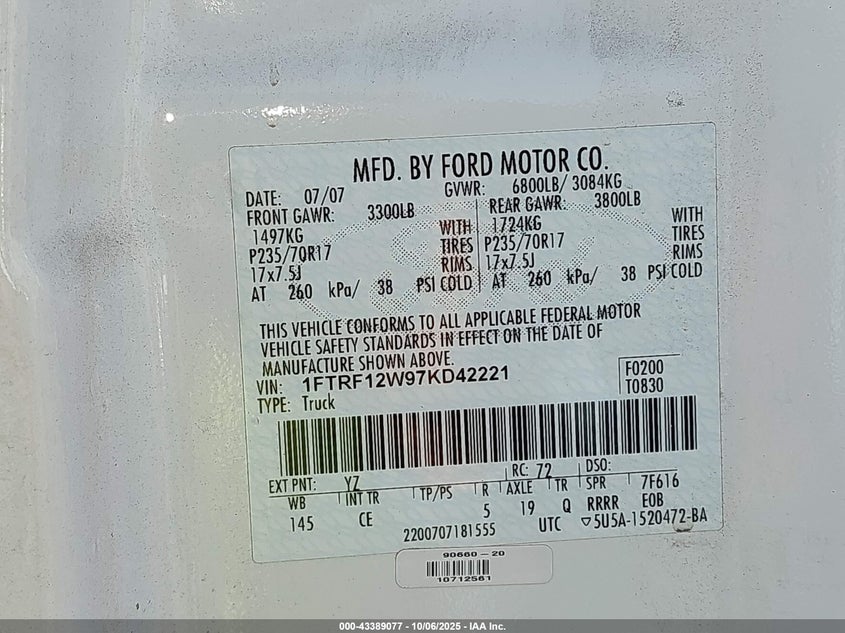 MFD. BY FORD MOTOR CO.
DATE: 07/07 GVWR: 6800LB/ 3084KG
FRONT GAWR: 3300LB REAR GAWR: 3800LB
1497KG WITH 1724KG WITH
P235/70R17 TIRES P235/70R17 TIRES
17x7.5J RIMS 17x7.5J RIMS
AT 260 kPa/ 38 PSI COLD AT 260 kPa/ 38 PSI COLD
THIS VEHICLE CONFORMS TO ALL APPLICABLE FEDERAL MOTOR
VEHICLE SAFETY STANDARDS IN EFFECT ON THE DATE OF
MANUFACTURE SHOWN ABOVE.
VIN: 1FTRF12W97KD42221 F0200
TYPE: Truck T0830
EXT PNT: YZ RC: 72 DSO:
WB INT TR TP/PS R AXLE TR SPR 7F616
145 CE 5 19 Q RRRR EOB
2200707181555 UTC ▽5U5A-1520472-BA
90660-20
10712561
000-43389077 - 10/06/2025 - IAA Inc.